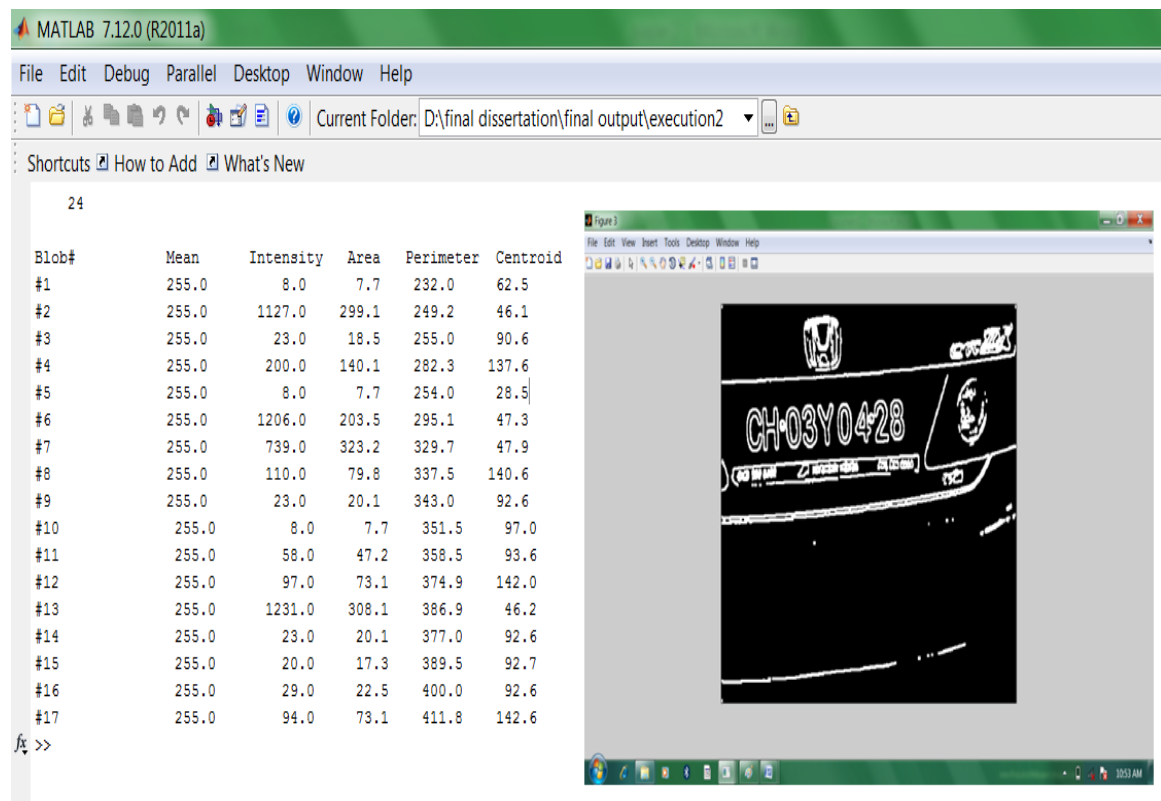 MATLAB 7.12.0 (R2011a)
File Edit Debug Parallel Desktop Window Help
Current Folder: D:\final dissertation\final output\execution2
Shortcuts How to Add What's New
24
Blob# Mean Intensity Area Perimeter Centroid
#1 255.0 8.0 7.7 232.0 62.5
#2 255.0 1127.0 299.1 249.2 46.1
#3 255.0 23.0 18.5 255.0 90.6
#4 255.0 200.0 140.1 282.3 137.6
#5 255.0 8.0 7.7 254.0 28.5
#6 255.0 1206.0 203.5 295.1 47.3
#7 255.0 739.0 323.2 329.7 47.9
#8 255.0 110.0 79.8 337.5 140.6
#9 255.0 23.0 20.1 343.0 92.6
#10 255.0 8.0 7.7 351.5 97.0
#11 255.0 58.0 47.2 358.5 93.6
#12 255.0 97.0 73.1 374.9 142.0
#13 255.0 1231.0 308.1 386.9 46.2
#14 255.0 23.0 20.1 377.0 92.6
#15 255.0 20.0 17.3 389.5 92.7
#16 255.0 29.0 22.5 400.0 92.6
#17 255.0 94.0 73.1 411.8 142.6
fx >>
Figure 3
File Edit View Insert Tools Desktop Window Help
CH·03Y0428
10:53 AM